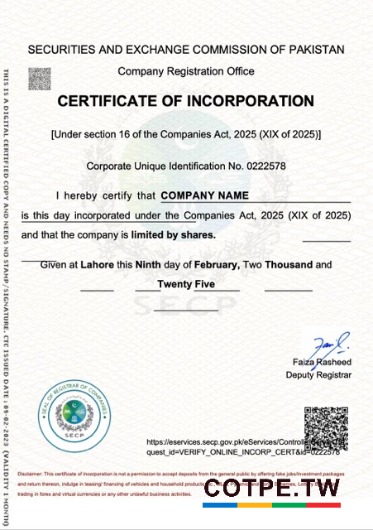 SECURITIES AND EXCHANGE COMMISSION OF PAKISTAN
Company Registration Office
CERTIFICATE OF INCORPORATION
[Under section 16 of the Companies Act, 2025 (XIX of 2025)]
Corporate Unique Identification No. 0222578
I hereby certify that COMPANY NAME
is this day incorporated under the Companies Act, 2025 (XIX of 2025)
and that the company is limited by shares.
Given at Lahore this Ninth day of February, Two Thousand and
Twenty Five
SECP
Faiza Rasheed
Deputy Registrar
SEAL OF REGISTRAR OF COMPANIES
SECP
https://eservices.secp.gov.pk/eServices/Controller
quest_id=VERIFY_ONLINE_INCORP_CERT&id=0222578
Disclaimer: This certificate of incorporation is not a permission to accept deposits from the general public by offering fake jobs/investment packages
and return thereon, indulge in leasing/ financing of vehicles and household
trading in forex and virtual currencies or any other unlawful business activities.
COTPE.TW
THIS IS A DIGITAL CERTIFIED COPY AND NEEDS NO STAMP/SIGNATURE. CTC ISSUED DATE : 09-02-2025 (VALIDITY 1 MONTH)